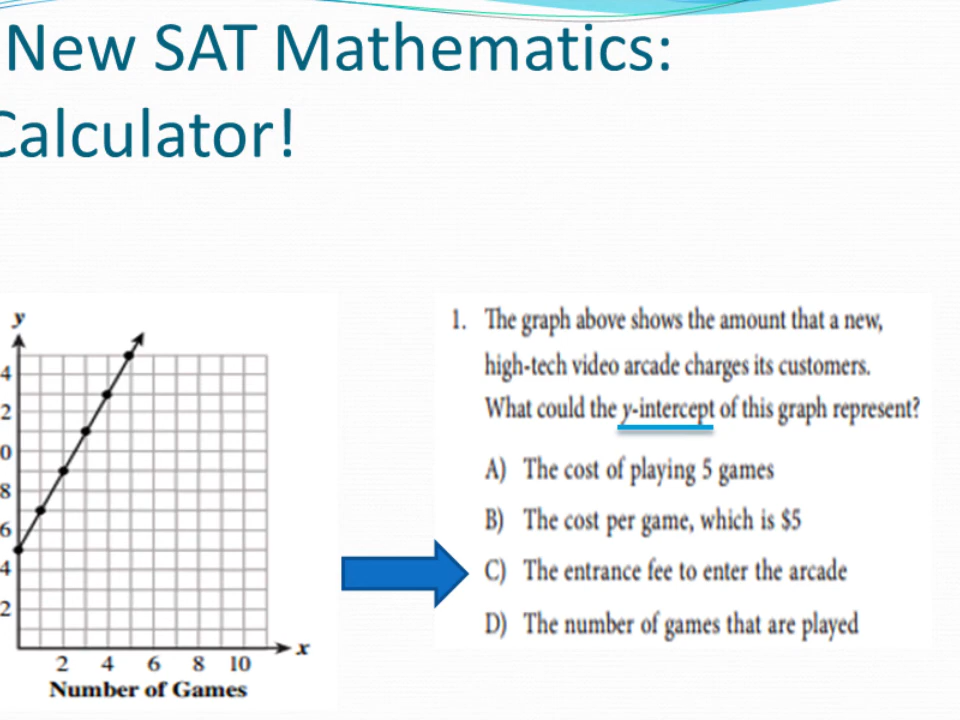 New SAT Mathematics:
Calculator!
y
4
2
0
8
6
4
2
x
2 4 6 8 10
Number of Games
1. The graph above shows the amount that a new,
high-tech video arcade charges its customers.
What could the y-intercept of this graph represent?
A) The cost of playing 5 games
B) The cost per game, which is $5
C) The entrance fee to enter the arcade
D) The number of games that are played